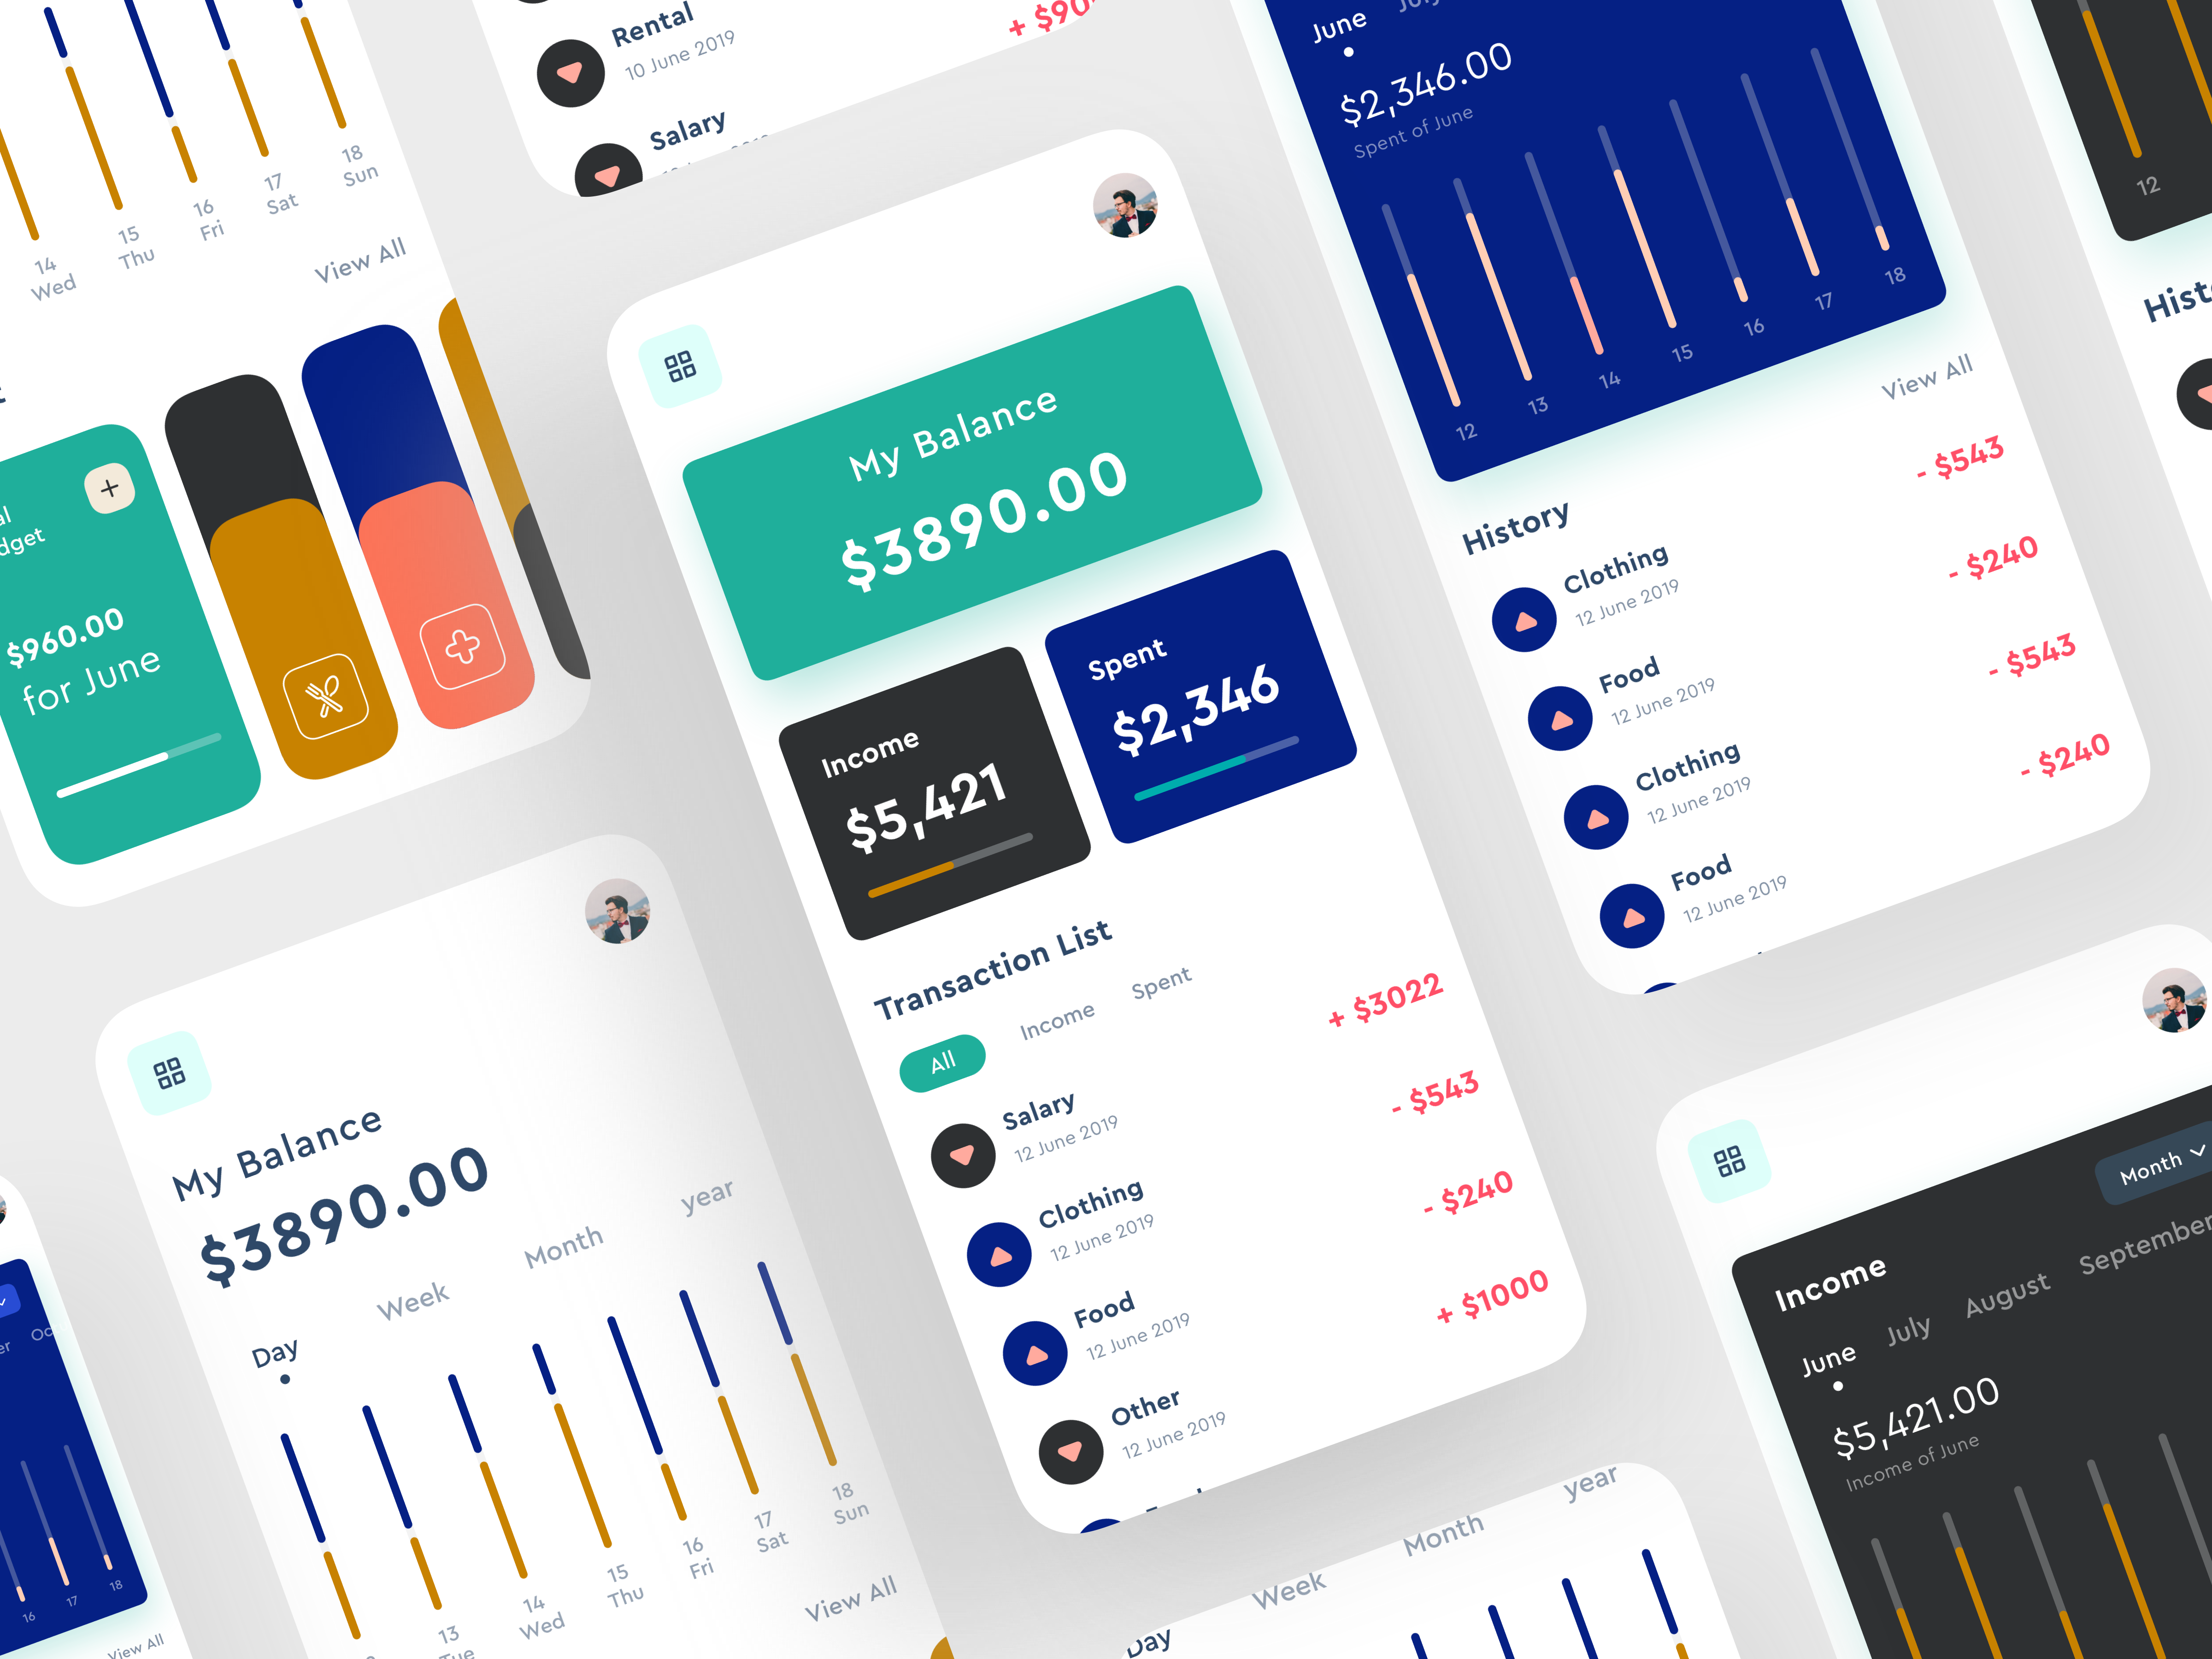 14
Wed
15
Thu
16
Fri
17
Sat
18
Sun
View All
$960.00
for June
Rental
10 June 2019
Salary
My Balance
$3890.00
Income
$5,421
Spent
$2,346
Transaction List
All
Income
Spent
Salary
12 June 2019
+ $3022
Clothing
12 June 2019
- $543
Food
12 June 2019
- $240
Other
12 June 2019
+ $1000
June
$2,346.00
Spent of June
12
13
14
15
16
17
18
History
View All
Clothing
12 June 2019
- $543
Food
12 June 2019
- $240
Clothing
12 June 2019
- $543
Food
12 June 2019
- $240
12
My Balance
$3890.00
Day
Week
Month
year
13
14
Wed
15
Thu
16
Fri
17
Sat
18
Sun
View All
16
17
18
View All
Day
Week
Month
year
Month
Income
June
July
August
September
$5,421.00
Income of June